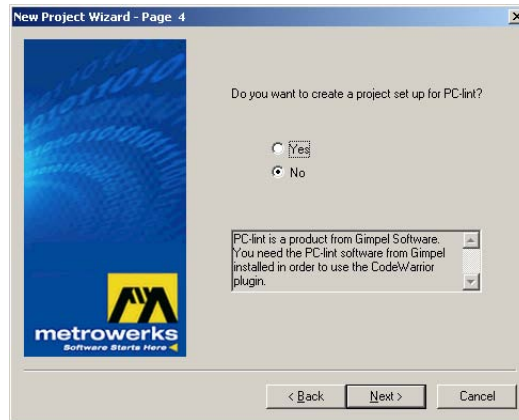 New Project Wizard - Page 4
Do you want to create a project set up for PC-lint?
Yes
No
PC-lint is a product from Gimpel Software.
You need the PC-lint software from Gimpel
installed in order to use the CodeWarrior
plugin.
metrowerks
Software Starts Here
< Back
Next >
Cancel